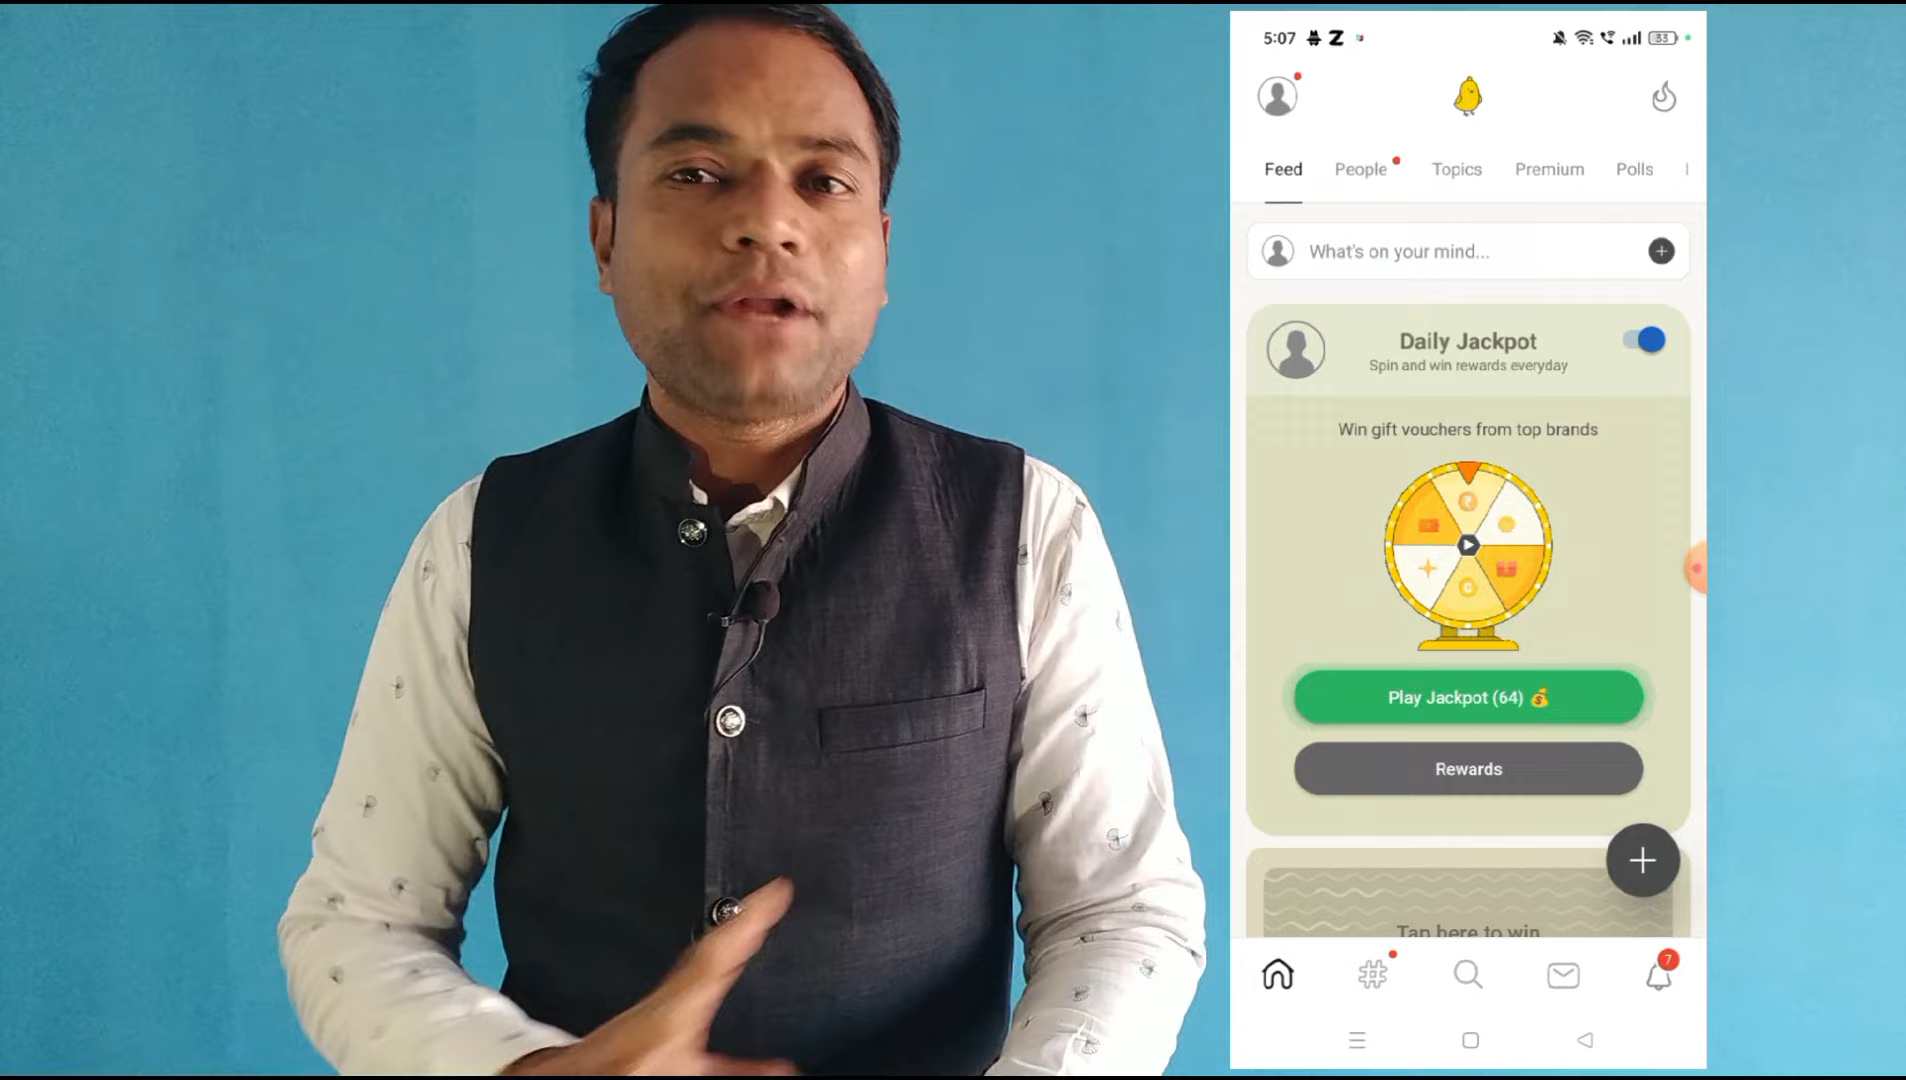 5:07
33
Feed People Topics Premium Polls
What's on your mind...
Daily Jackpot
Spin and win rewards everyday
Win gift vouchers from top brands
Play Jackpot (64)
Rewards
Tap here to win
7